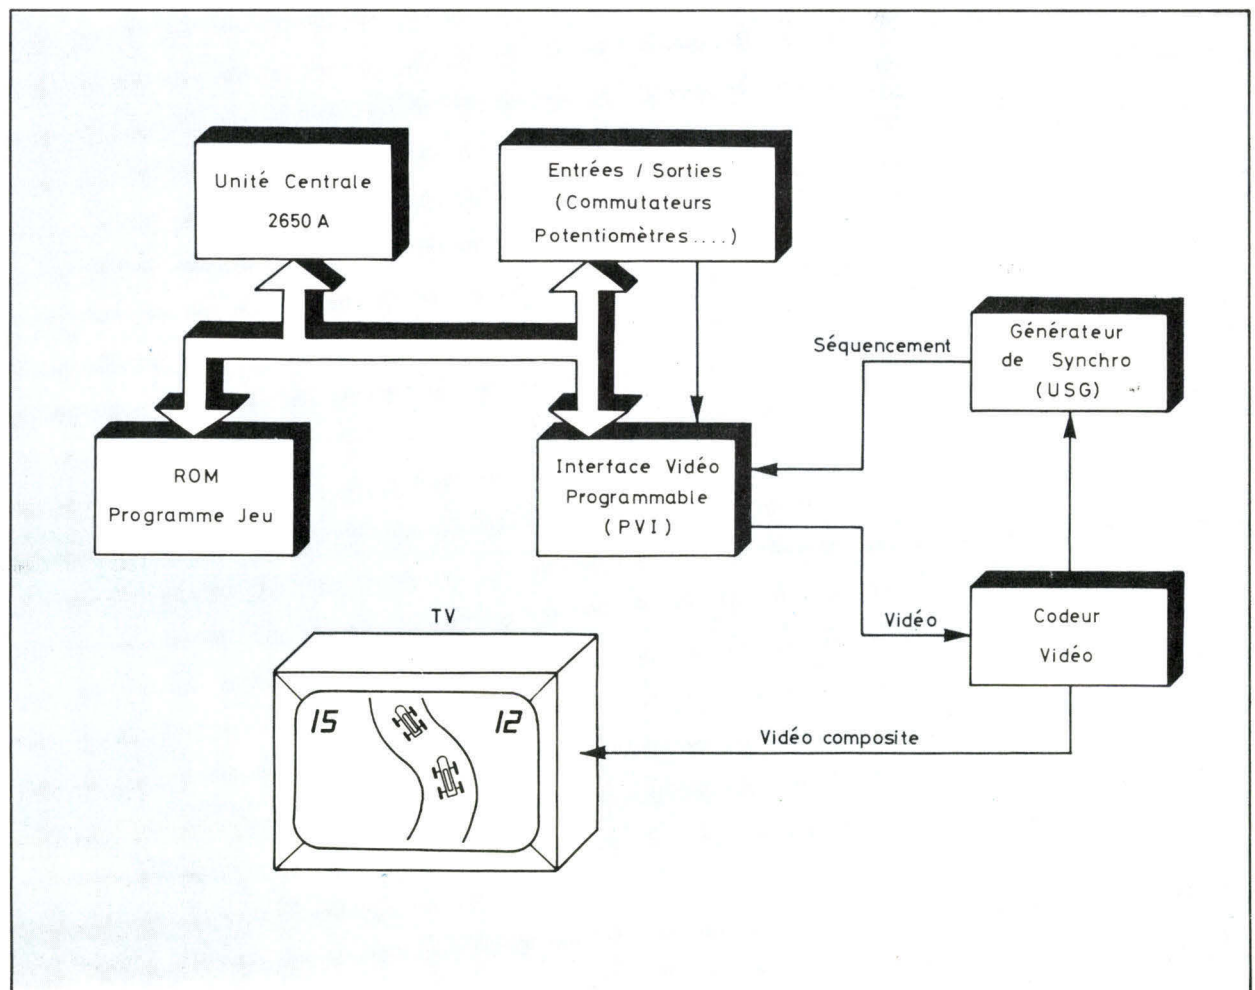 Unité Centrale
2650 A
Entrées / Sorties
(Commutateurs
Potentiomètres....)
Séquencement
Générateur
de Synchro
(USG)
ROM
Programme Jeu
Interface Vidéo
Programmable
(PVI)
Vidéo
Codeur
Vidéo
TV
15
12
Vidéo composite